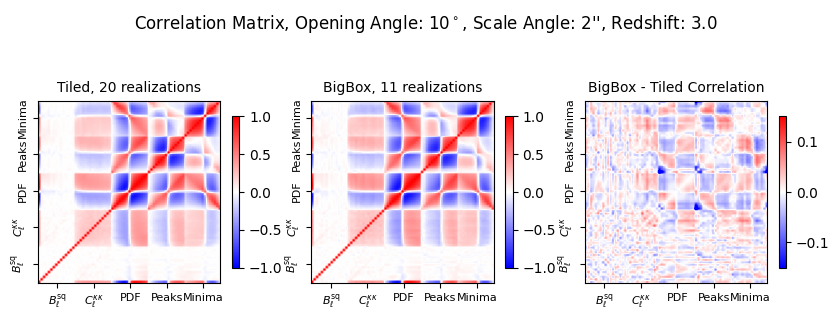 Correlation Matrix, Opening Angle: 10°, Scale Angle: 2'', Redshift: 3.0
Tiled, 20 realizations
BigBox, 11 realizations
BigBox - Tiled Correlation
Minima
Peaks
PDF
C_ℓ^κκ
B_ℓ^sq
B_ℓ^sq C_ℓ^κκ PDF Peaks Minima
1.0
0.5
0.0
−0.5
−1.0
Minima
Peaks
PDF
C_ℓ^κκ
B_ℓ^sq
B_ℓ^sq C_ℓ^κκ PDF Peaks Minima
1.0
0.5
0.0
−0.5
−1.0
Minima
Peaks
PDF
C_ℓ^κκ
B_ℓ^sq
B_ℓ^sq C_ℓ^κκ PDF Peaks Minima
0.1
0.0
−0.1